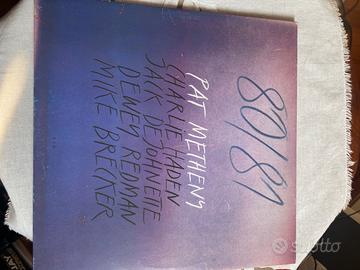 80/81
PAT METHENY
CHARLIE HADEN
JACK DEJOHNETTE
DEWEY REDMAN
MIKE BRECKER
subito